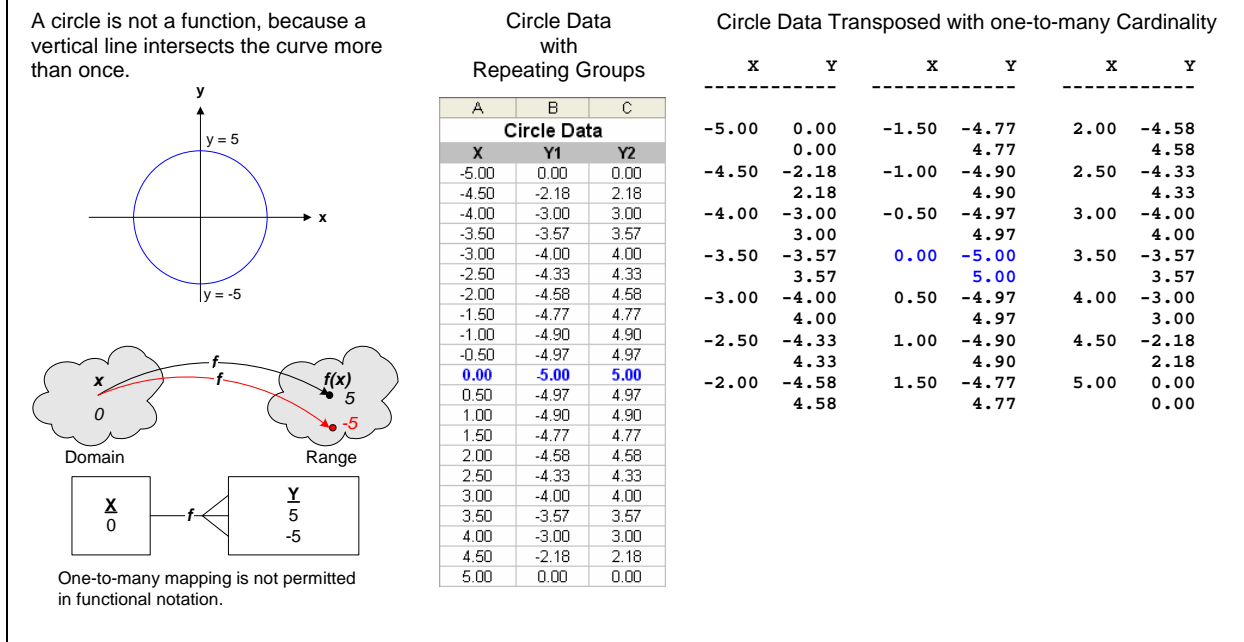 A circle is not a function, because a
vertical line intersects the curve more
than once.
y
y = 5
x
y = -5
f
f
x
0
f(x)
5
-5
Domain
Range
X
0
f
Y
5
-5
One-to-many mapping is not permitted
in functional notation.
Circle Data
with
Repeating Groups
A B C
Circle Data
X Y1 Y2
-5.00 0.00 0.00
-4.50 -2.18 2.18
-4.00 -3.00 3.00
-3.50 -3.57 3.57
-3.00 -4.00 4.00
-2.50 -4.33 4.33
-2.00 -4.58 4.58
-1.50 -4.77 4.77
-1.00 -4.90 4.90
-0.50 -4.97 4.97
0.00 -5.00 5.00
0.50 -4.97 4.97
1.00 -4.90 4.90
1.50 -4.77 4.77
2.00 -4.58 4.58
2.50 -4.33 4.33
3.00 -4.00 4.00
3.50 -3.57 3.57
4.00 -3.00 3.00
4.50 -2.18 2.18
5.00 0.00 0.00
Circle Data Transposed with one-to-many Cardinality
X Y X Y X Y
------------ ------------- ------------
-5.00 0.00 -1.50 -4.77 2.00 -4.58
0.00 4.77 4.58
-4.50 -2.18 -1.00 -4.90 2.50 -4.33
2.18 4.90 4.33
-4.00 -3.00 -0.50 -4.97 3.00 -4.00
3.00 4.97 4.00
-3.50 -3.57 0.00 -5.00 3.50 -3.57
3.57 5.00 3.57
-3.00 -4.00 0.50 -4.97 4.00 -3.00
4.00 4.97 3.00
-2.50 -4.33 1.00 -4.90 4.50 -2.18
4.33 4.90 2.18
-2.00 -4.58 1.50 -4.77 5.00 0.00
4.58 4.77 0.00